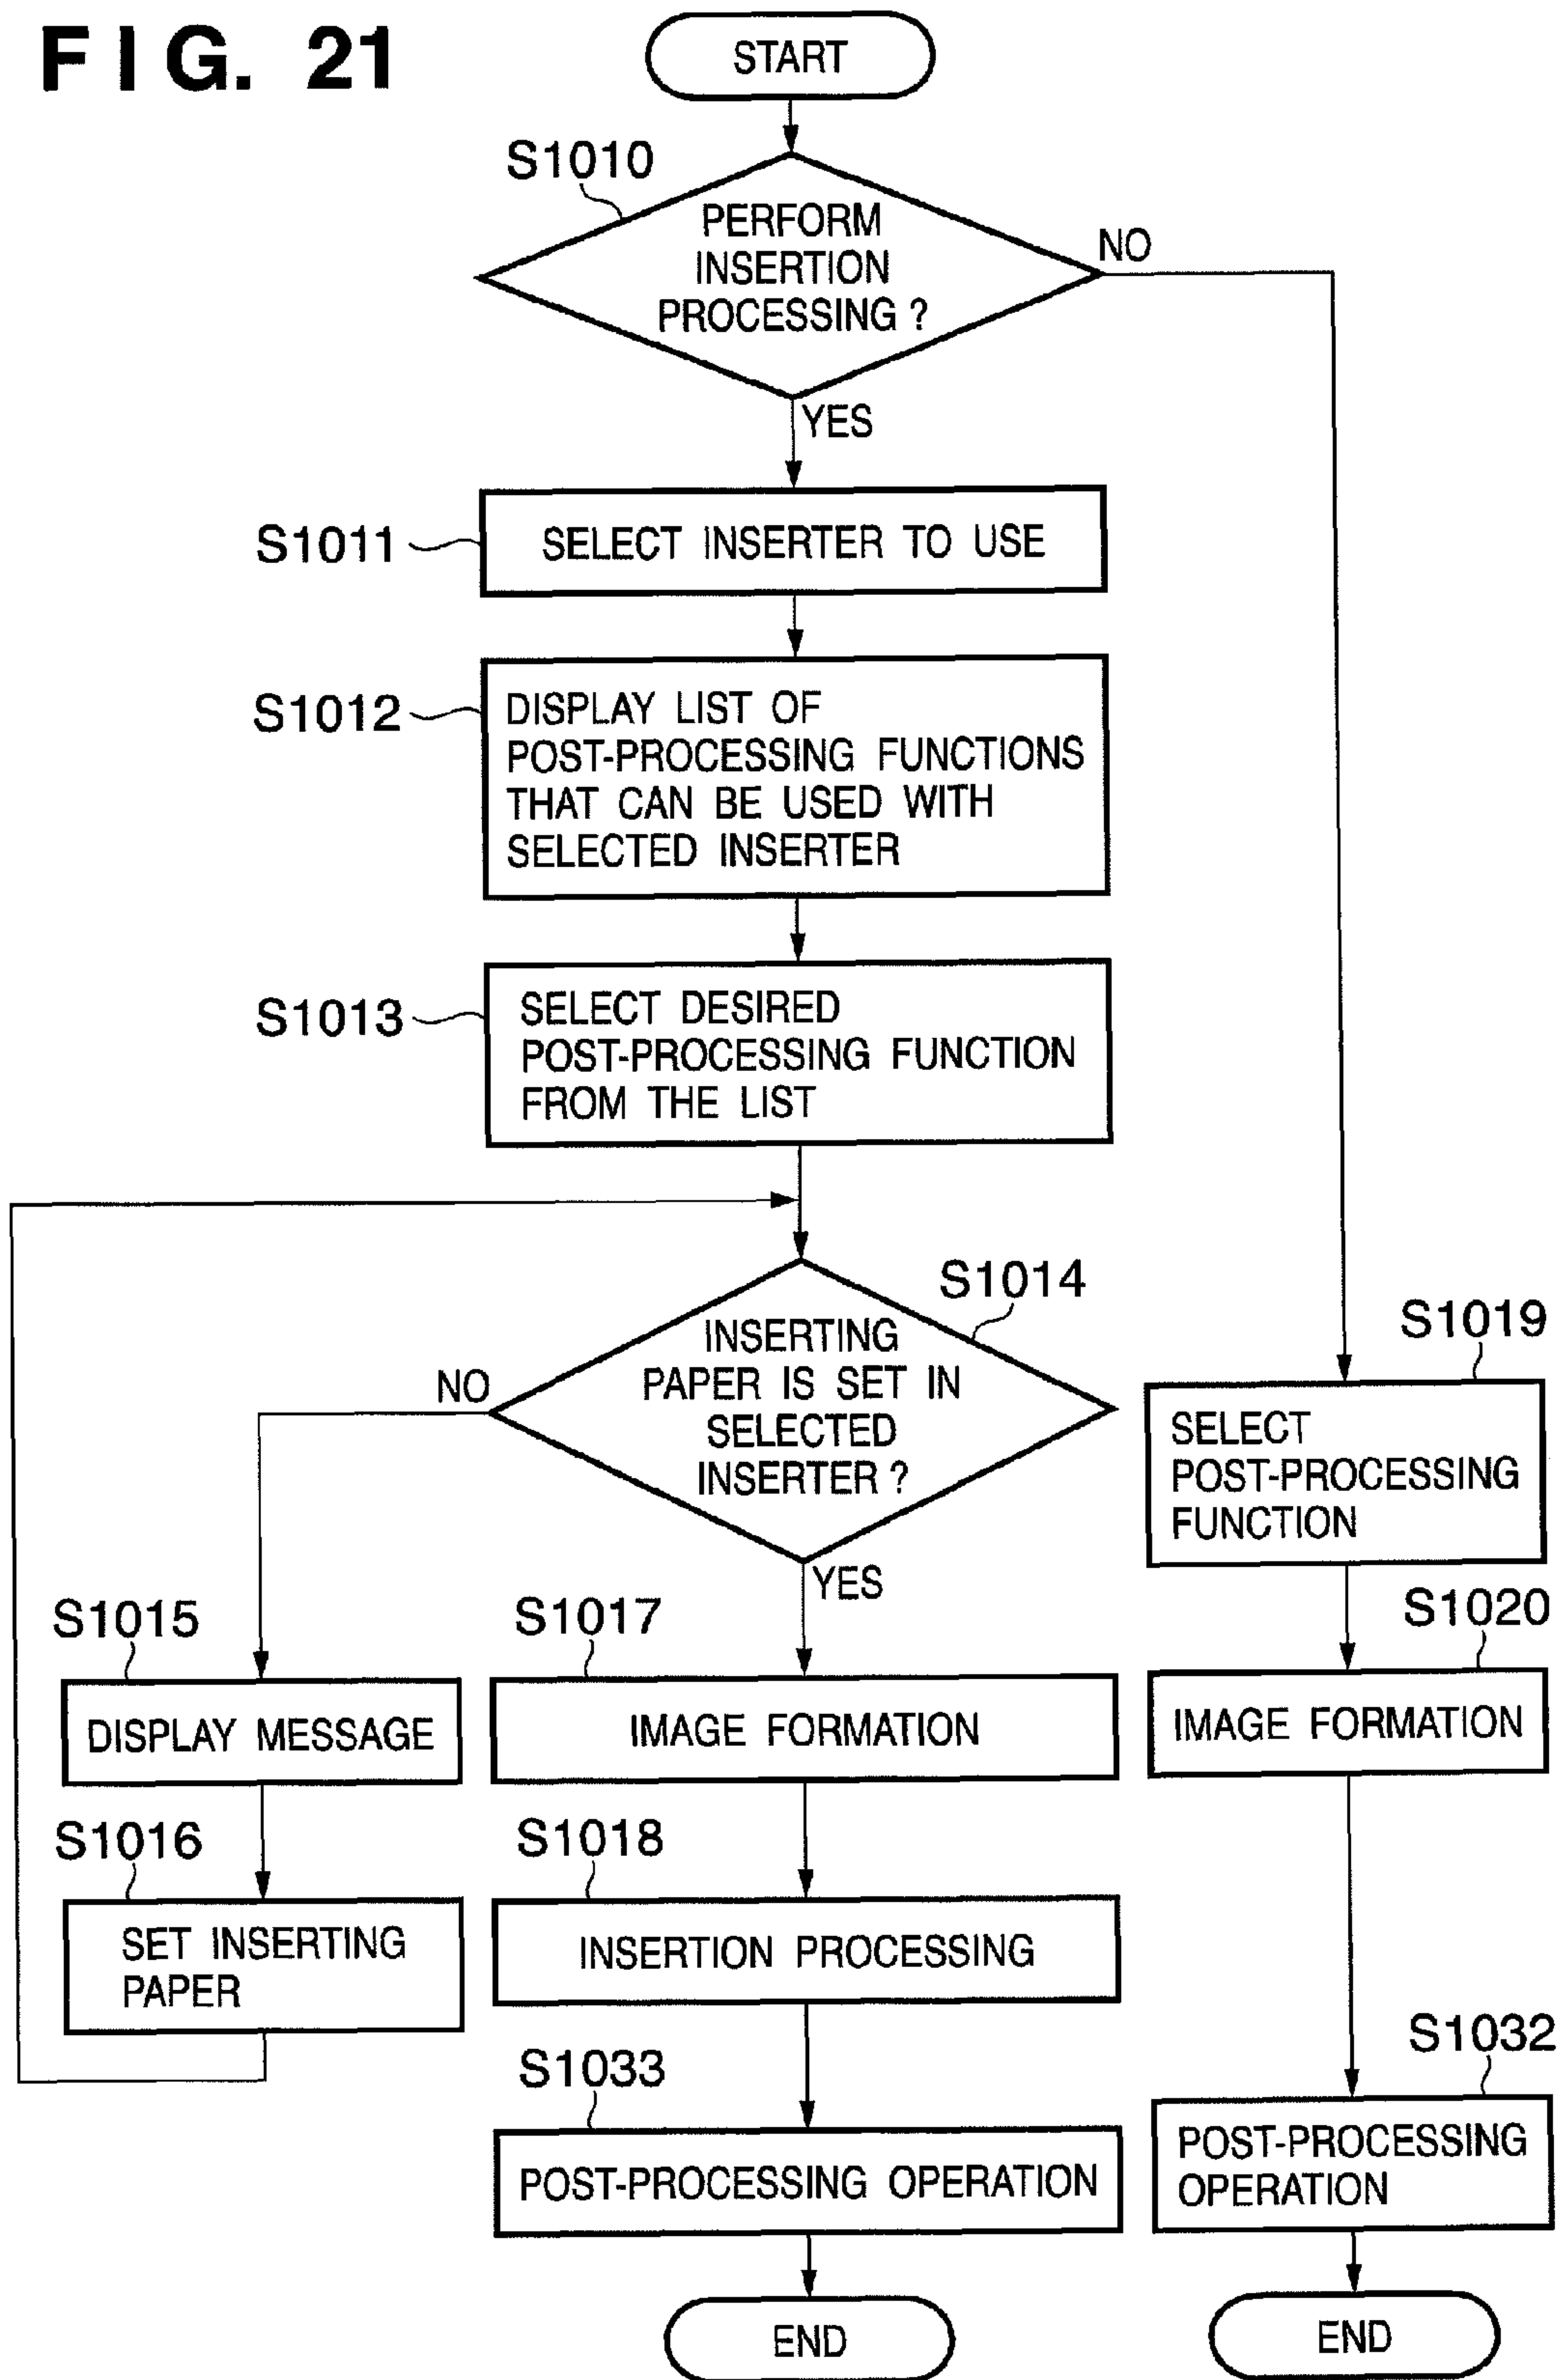 FIG. 21
START
S1010
PERFORM
INSERTION
PROCESSING ?
NO
YES
S1011
SELECT INSERTER TO USE
S1012
DISPLAY LIST OF
POST-PROCESSING FUNCTIONS
THAT CAN BE USED WITH
SELECTED INSERTER
S1013
SELECT DESIRED
POST-PROCESSING FUNCTION
FROM THE LIST
S1014
INSERTING
PAPER IS SET IN
SELECTED
INSERTER ?
NO
YES
S1015
DISPLAY MESSAGE
S1016
SET INSERTING
PAPER
S1017
IMAGE FORMATION
S1018
INSERTION PROCESSING
S1033
POST-PROCESSING OPERATION
END
S1019
SELECT
POST-PROCESSING
FUNCTION
S1020
IMAGE FORMATION
S1032
POST-PROCESSING
OPERATION
END